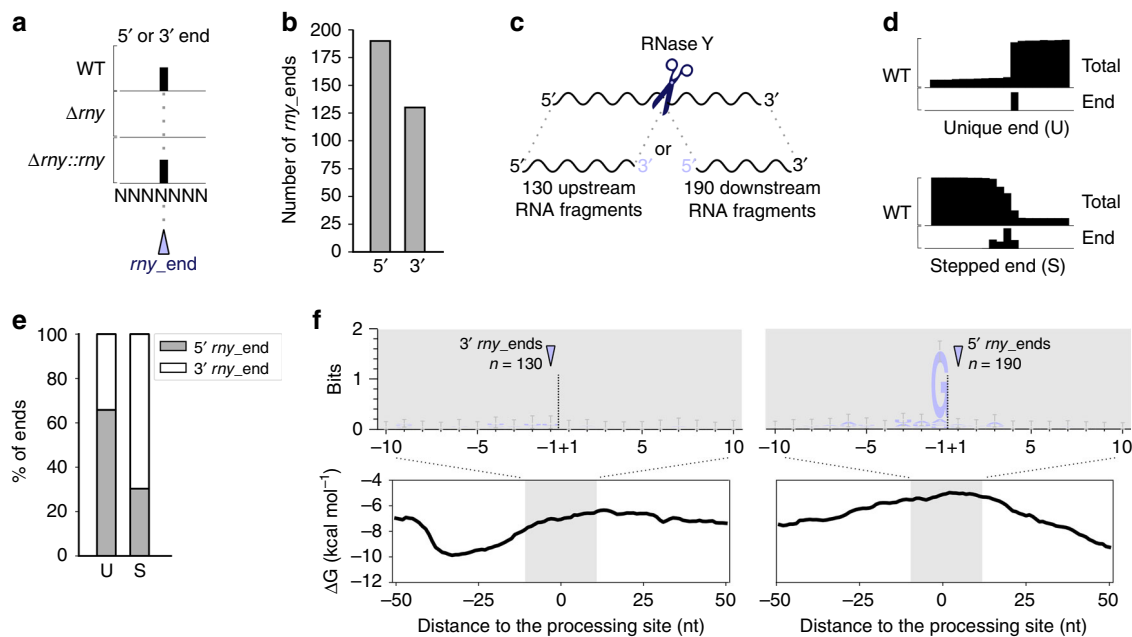 a
5′ or 3′ end
WT
Δrny
Δrny::rny
NNNNNNN
rny_end
b
Number of rny_ends
200
175
150
125
100
75
50
25
0
5′ 3′
c
RNase Y
5′ 3′
or
5′ 3′ 5′ 3′
130 upstream
RNA fragments
190 downstream
RNA fragments
d
WT
Total
End
Unique end (U)
WT
Total
End
Stepped end (S)
e
% of ends
100
80
60
40
20
0
U S
5′ rny_end
3′ rny_end
f
Bits
2
1
0
3′ rny_ends
n = 130
−10 −5 −1+1 5 10
5′ rny_ends
n = 190
G
−10 −5 −1+1 5 10
ΔG (kcal mol−1)
−4
−6
−8
−10
−12
−50 −25 0 25 50
Distance to the processing site (nt)
−50 −25 0 25 50
Distance to the processing site (nt)